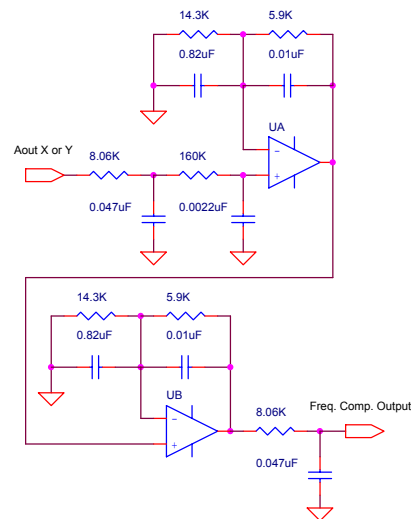 14.3K 5.9K
0.82uF 0.01uF
UA
Aout X or Y
8.06K 160K
0.047uF 0.0022uF
14.3K 5.9K
0.82uF 0.01uF
UB
8.06K
Freq. Comp. Output
0.047uF